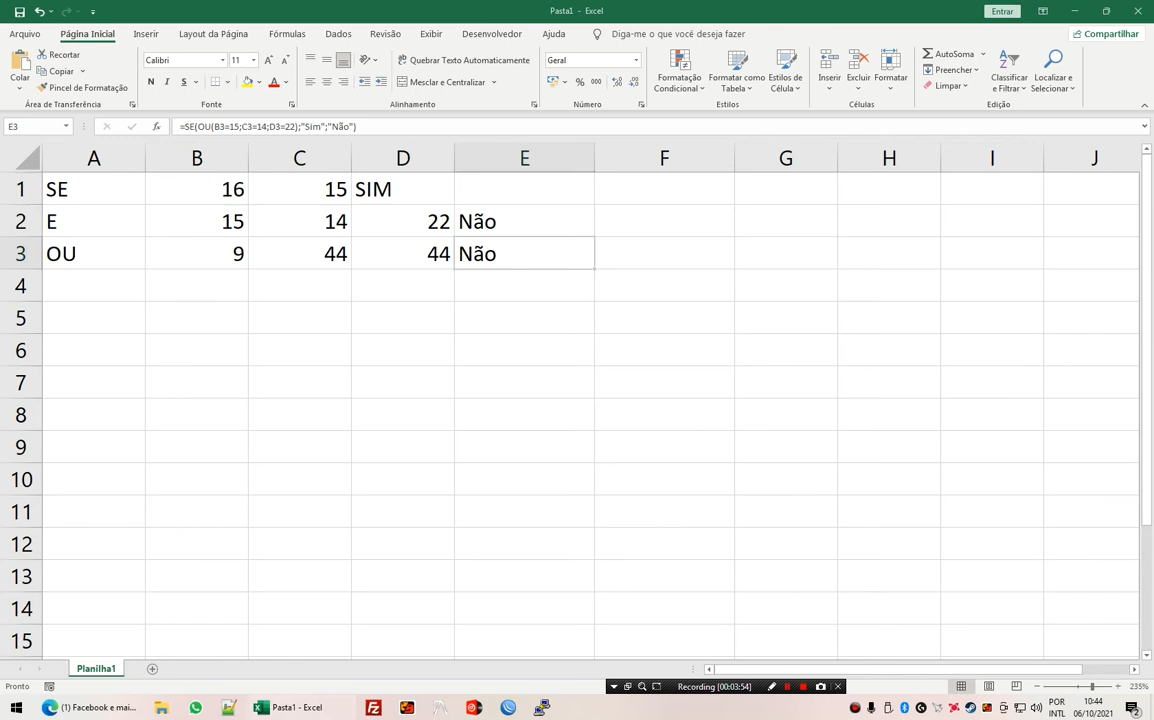 Pasta1 - Excel
Entrar
Arquivo Página Inicial Inserir Layout da Página Fórmulas Dados Revisão Exibir Desenvolvedor Ajuda Diga-me o que você deseja fazer Compartilhar
Colar
Recortar
Copiar
Pincel de Formatação
Área de Transferência
Calibri 11
N I S
Fonte
Quebrar Texto Automaticamente
Mesclar e Centralizar
Alinhamento
Geral
% 000
Número
Formatação Condicional
Formatar como Tabela
Estilos de Célula
Estilos
Inserir Excluir Formatar
Células
AutoSoma
Preencher
Limpar
Classificar e Filtrar
Localizar e Selecionar
Edição
E3 fx =SE(OU(B3=15;C3=14;D3=22);"Sim";"Não")
A B C D E F G H I J
1 SE 16 15 SIM
2 E 15 14 22 Não
3 OU 9 44 44 Não
4
5
6
7
8
9
10
11
12
13
14
15
Planilha1
Pronto
Recording [00:03:54]
235%
(1) Facebook e mai...
Pasta1 - Excel
POR
INTL
10:44
06/10/2021
2